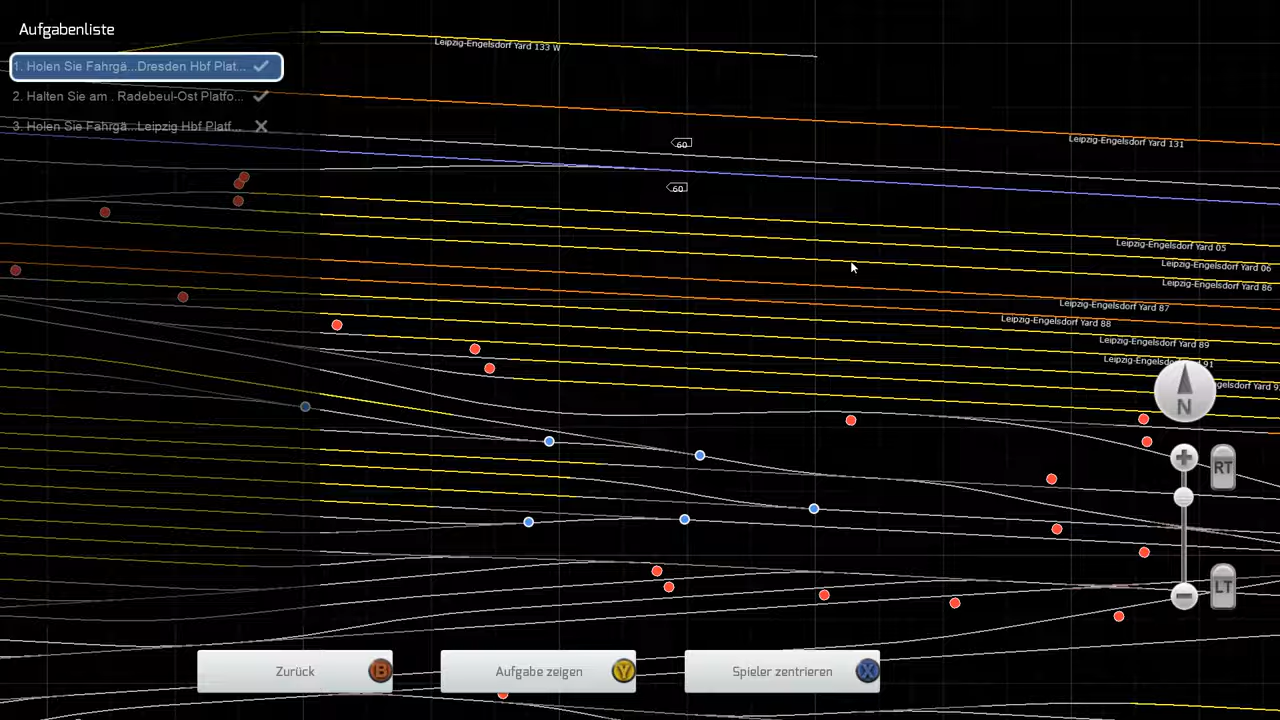 Aufgabenliste
1. Holen Sie Fahrgä...Dresden Hbf Plat...
2. Halten Sie am . Radebeul-Ost Platfo...
3. Holen Sie Fahrgä...Leipzig Hbf Platf...
Leipzig-Engelsdorf Yard 133 W
Leipzig-Engelsdorf Yard 131
60
60
Leipzig-Engelsdorf Yard 05
Leipzig-Engelsdorf Yard 06
Leipzig-Engelsdorf Yard 86
Leipzig-Engelsdorf Yard 87
Leipzig-Engelsdorf Yard 88
Leipzig-Engelsdorf Yard 89
N
RT
LT
Zurück B
Aufgabe zeigen Y
Spieler zentrieren X